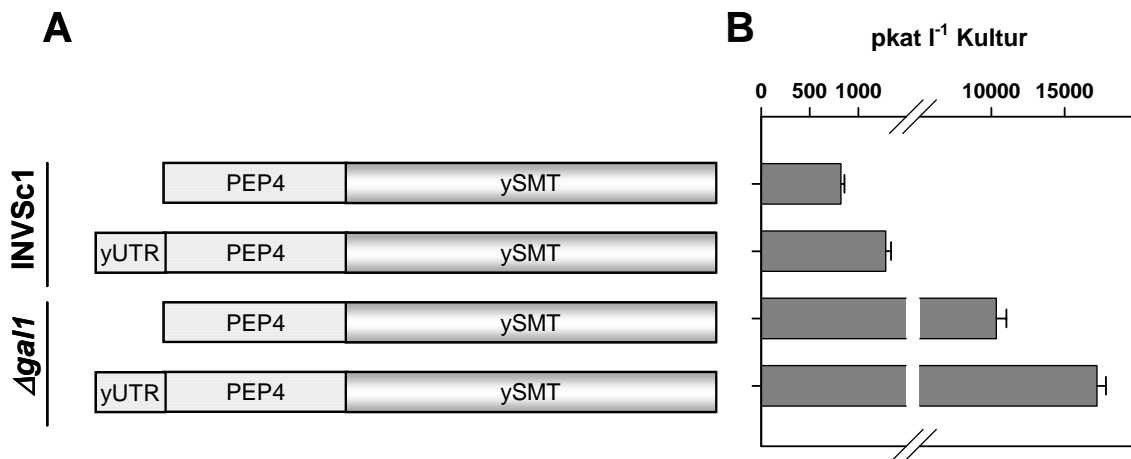 A
B
pkat l⁻¹ Kultur
0 500 1000 10000 15000
INVSc1
PEP4 ySMT
yUTR PEP4 ySMT
Δgal1
PEP4 ySMT
yUTR PEP4 ySMT